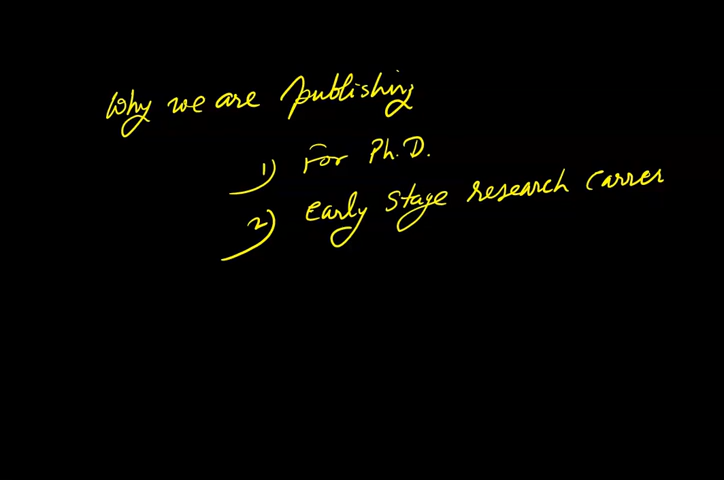 Why we are publishing
1) For Ph.D.
2) Early Stage research carrer